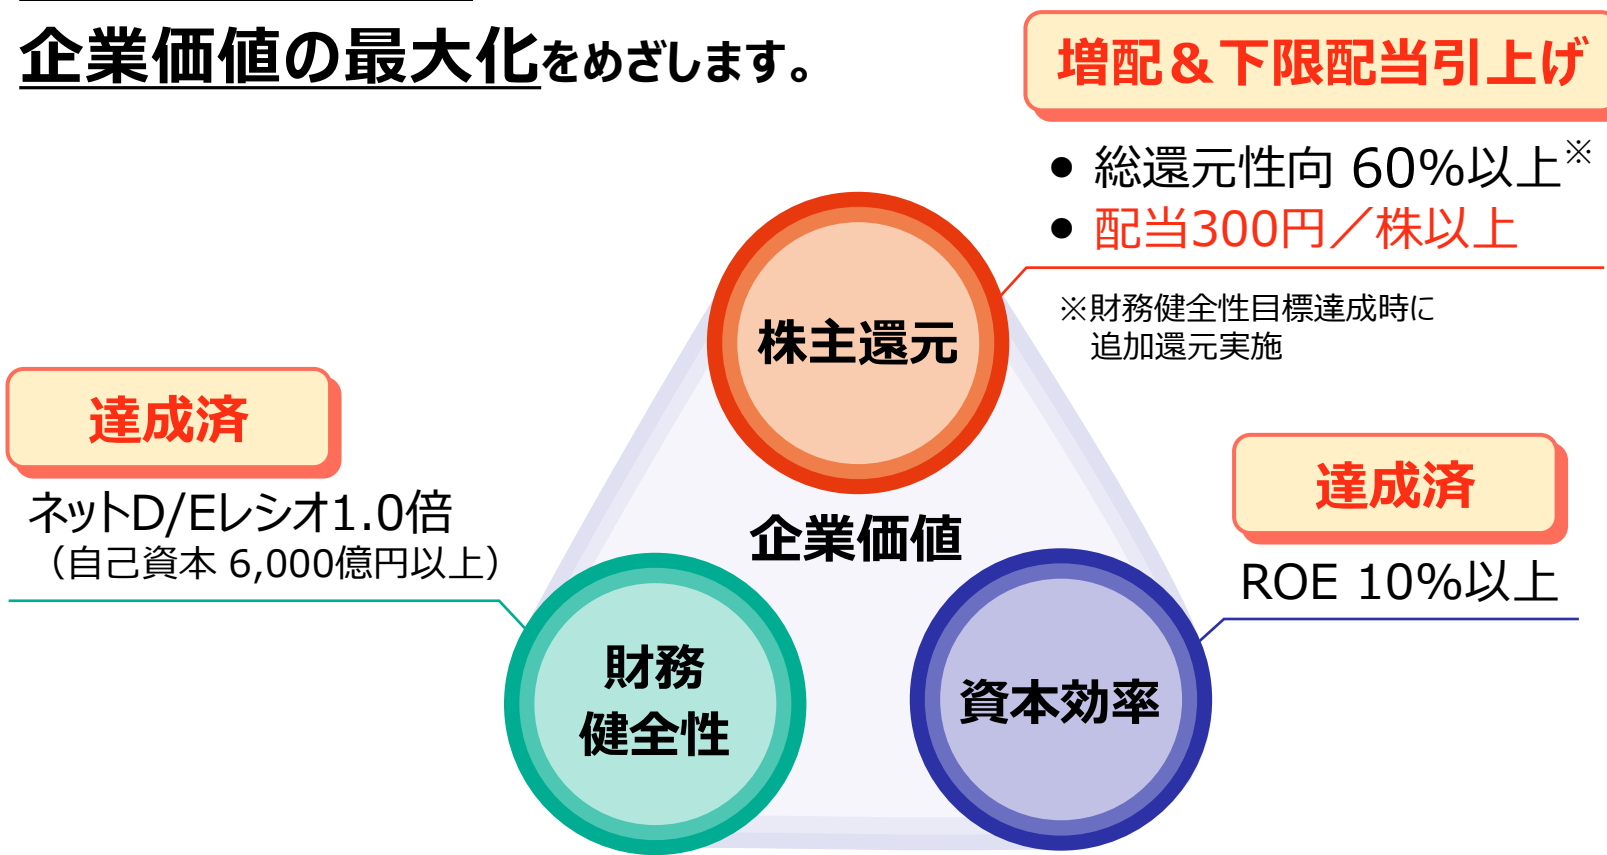 企業価値の最大化をめざします。
増配＆下限配当引上げ
● 総還元性向 60%以上※
● 配当300円／株以上
※財務健全性目標達成時に
追加還元実施
株主還元
達成済
ネットD/Eレシオ1.0倍
（自己資本 6,000億円以上）
企業価値
達成済
ROE 10%以上
財務
健全性
資本効率